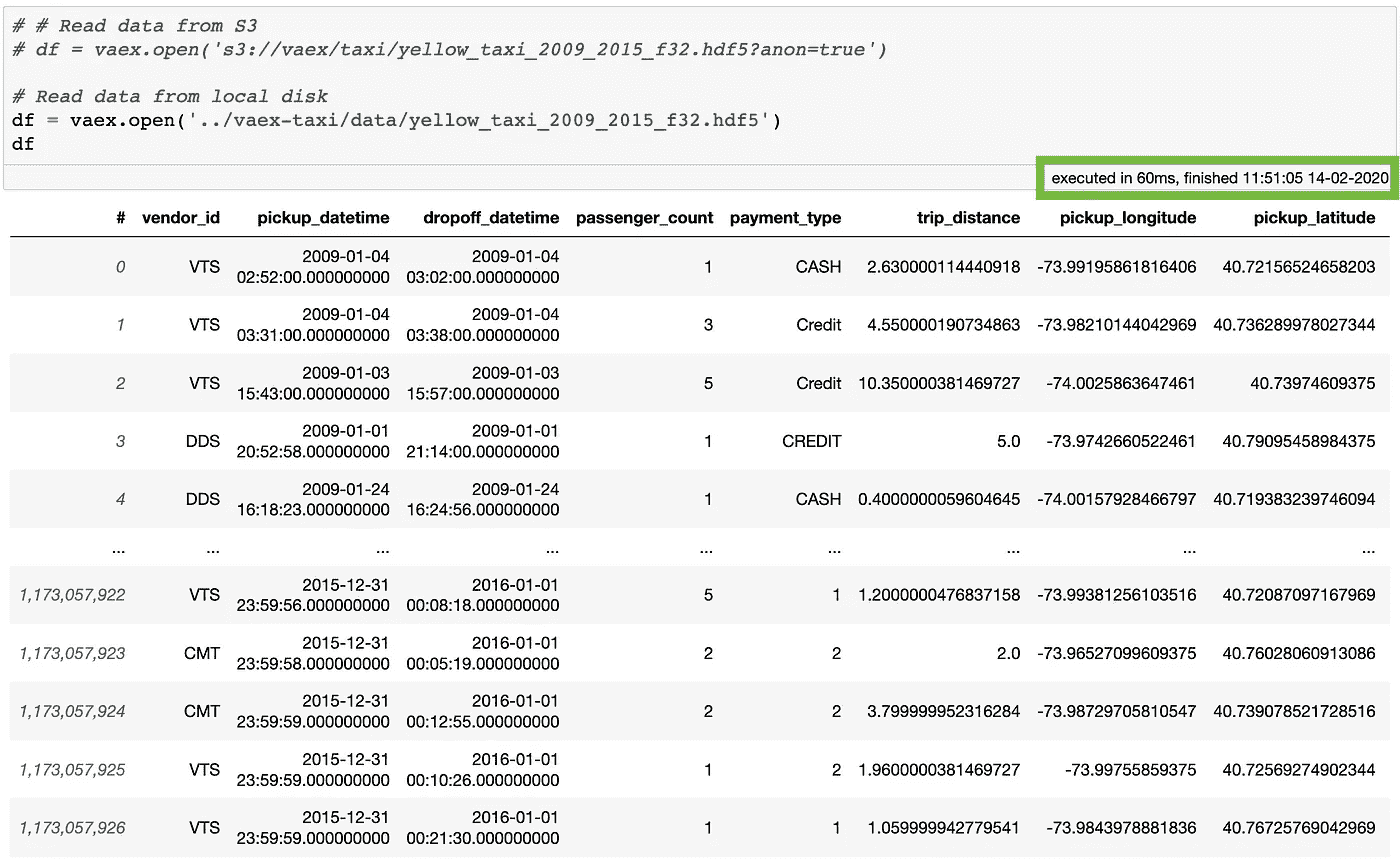 # # Read data from S3
# df = vaex.open('s3://vaex/taxi/yellow_taxi_2009_2015_f32.hdf5?anon=true')
# Read data from local disk
df = vaex.open('../vaex-taxi/data/yellow_taxi_2009_2015_f32.hdf5')
df
executed in 60ms, finished 11:51:05 14-02-2020
# vendor_id pickup_datetime dropoff_datetime passenger_count payment_type trip_distance pickup_longitude pickup_latitude
2009-01-04 2009-01-04
0 VTS 1 CASH 2.630000114440918 -73.99195861816406 40.72156524658203
02:52:00.000000000 03:02:00.000000000
2009-01-04 2009-01-04
1 VTS 3 Credit 4.550000190734863 -73.98210144042969 40.736289978027344
03:31:00.000000000 03:38:00.000000000
2009-01-03 2009-01-03
2 VTS 5 Credit 10.350000381469727 -74.0025863647461 40.73974609375
15:43:00.000000000 15:57:00.000000000
2009-01-01 2009-01-01
3 DDS 1 CREDIT 5.0 -73.9742660522461 40.79095458984375
20:52:58.000000000 21:14:00.000000000
2009-01-24 2009-01-24
4 DDS 1 CASH 0.4000000059604645 -74.00157928466797 40.719383239746094
16:18:23.000000000 16:24:56.000000000
... ... ... ... ... ... ... ... ...
2015-12-31 2016-01-01
1,173,057,922 VTS 5 1 1.2000000476837158 -73.99381256103516 40.72087097167969
23:59:56.000000000 00:08:18.000000000
2015-12-31 2016-01-01
1,173,057,923 CMT 2 2 2.0 -73.96527099609375 40.76028060913086
23:59:58.000000000 00:05:19.000000000
2015-12-31 2016-01-01
1,173,057,924 CMT 2 2 3.799999952316284 -73.98729705810547 40.739078521728516
23:59:59.000000000 00:12:55.000000000
2015-12-31 2016-01-01
1,173,057,925 VTS 1 2 1.9600000381469727 -73.99755859375 40.72569274902344
23:59:59.000000000 00:10:26.000000000
2015-12-31 2016-01-01
1,173,057,926 VTS 1 1 1.059999942779541 -73.9843978881836 40.76725769042969
23:59:59.000000000 00:21:30.000000000